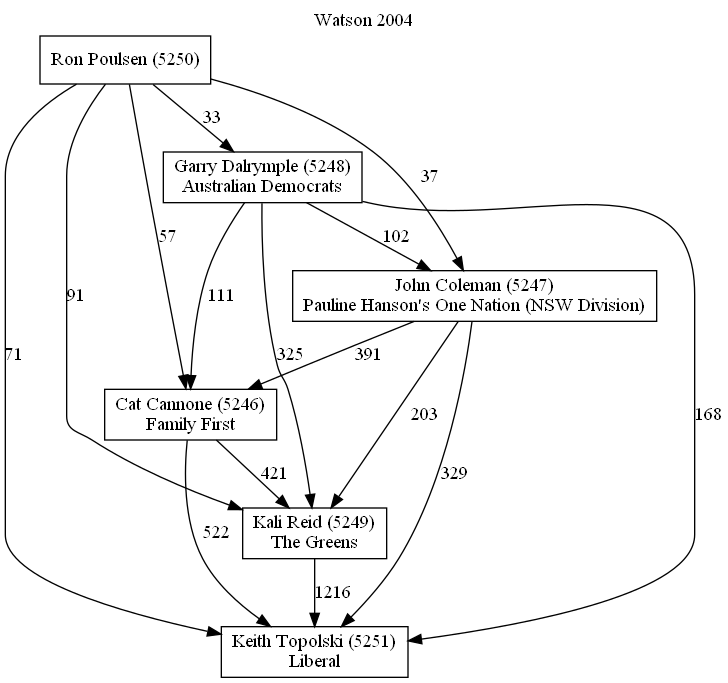 Watson 2004
Ron Poulsen (5250)
33
Garry Dalrymple (5248)
Australian Democrats
37
57
102
91
111
John Coleman (5247)
Pauline Hanson's One Nation (NSW Division)
71
325
391
Cat Cannone (5246)
Family First
203
168
421
329
522
Kali Reid (5249)
The Greens
1216
Keith Topolski (5251)
Liberal